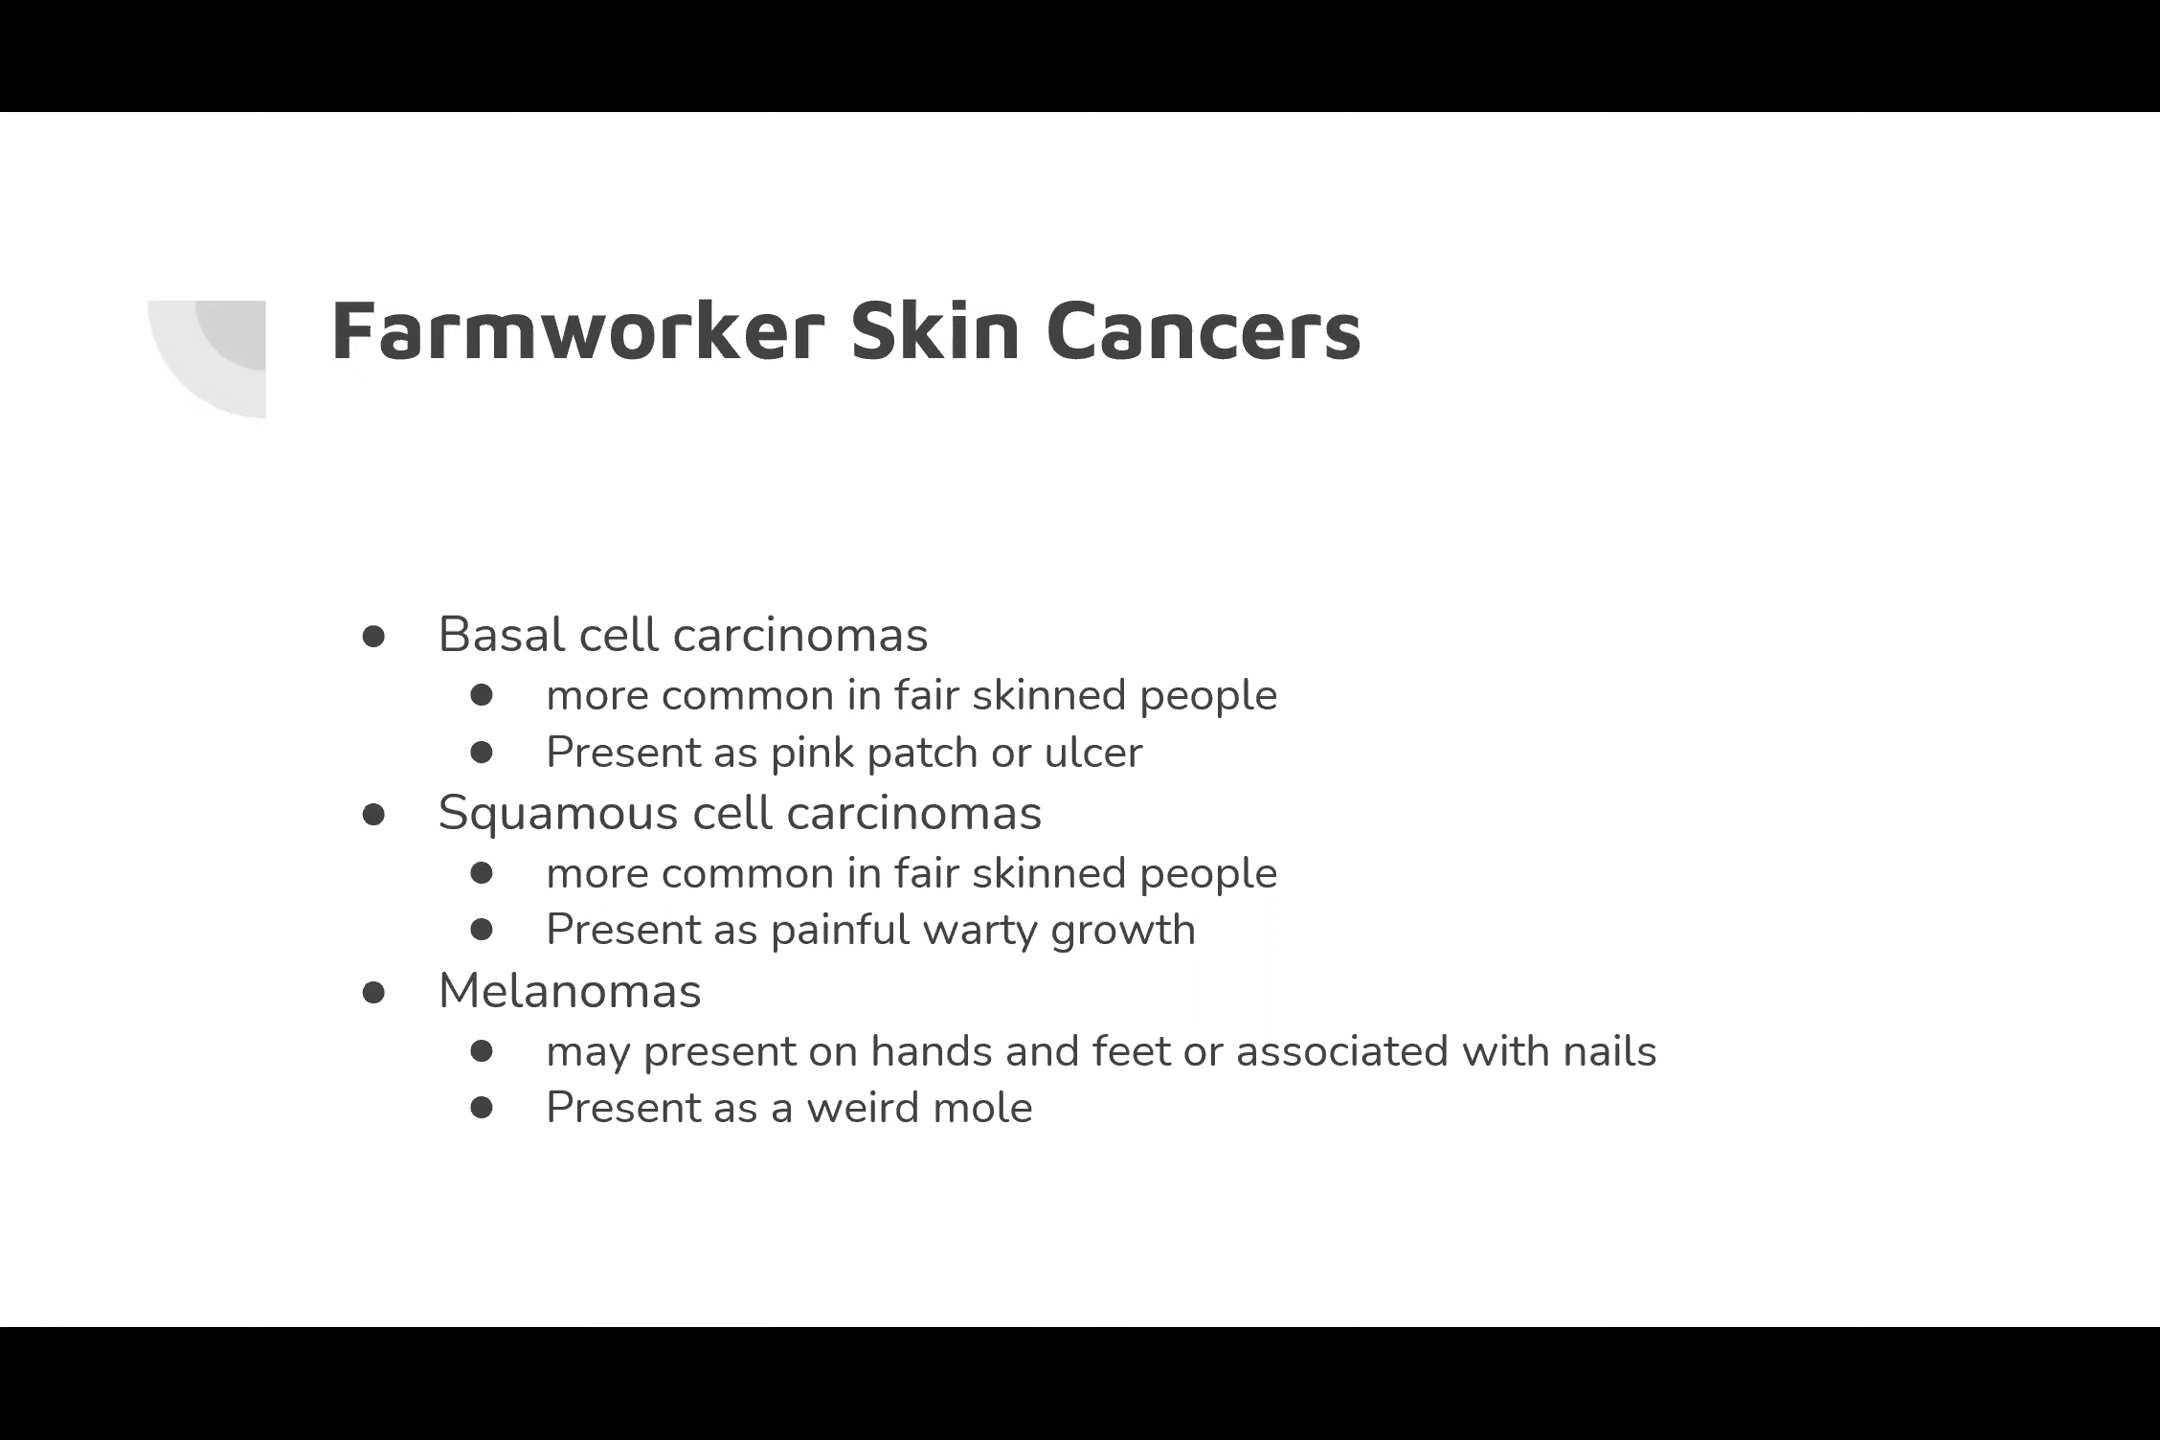 Farmworker Skin Cancers
● Basal cell carcinomas
● more common in fair skinned people
● Present as pink patch or ulcer
● Squamous cell carcinomas
● more common in fair skinned people
● Present as painful warty growth
● Melanomas
● may present on hands and feet or associated with nails
● Present as a weird mole